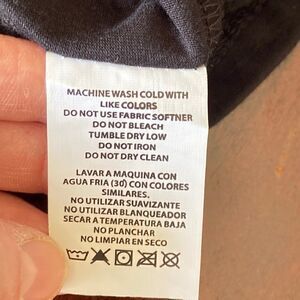 MACHINE WASH COLD WITH
LIKE COLORS
DO NOT USE FABRIC SOFTNER
DO NOT BLEACH
TUMBLE DRY LOW
DO NOT IRON
DO NOT DRY CLEAN
LAVAR A MAQUINA CON
AGUA FRIA (30) CON COLORES
SIMILARES.
NO UTILIZAR SUAVIZANTE
NO UTILIZAR BLANQUEADOR
SECAR A TEMPERATURA BAJA
NO PLANCHAR
NO LIMPIAR EN SECO